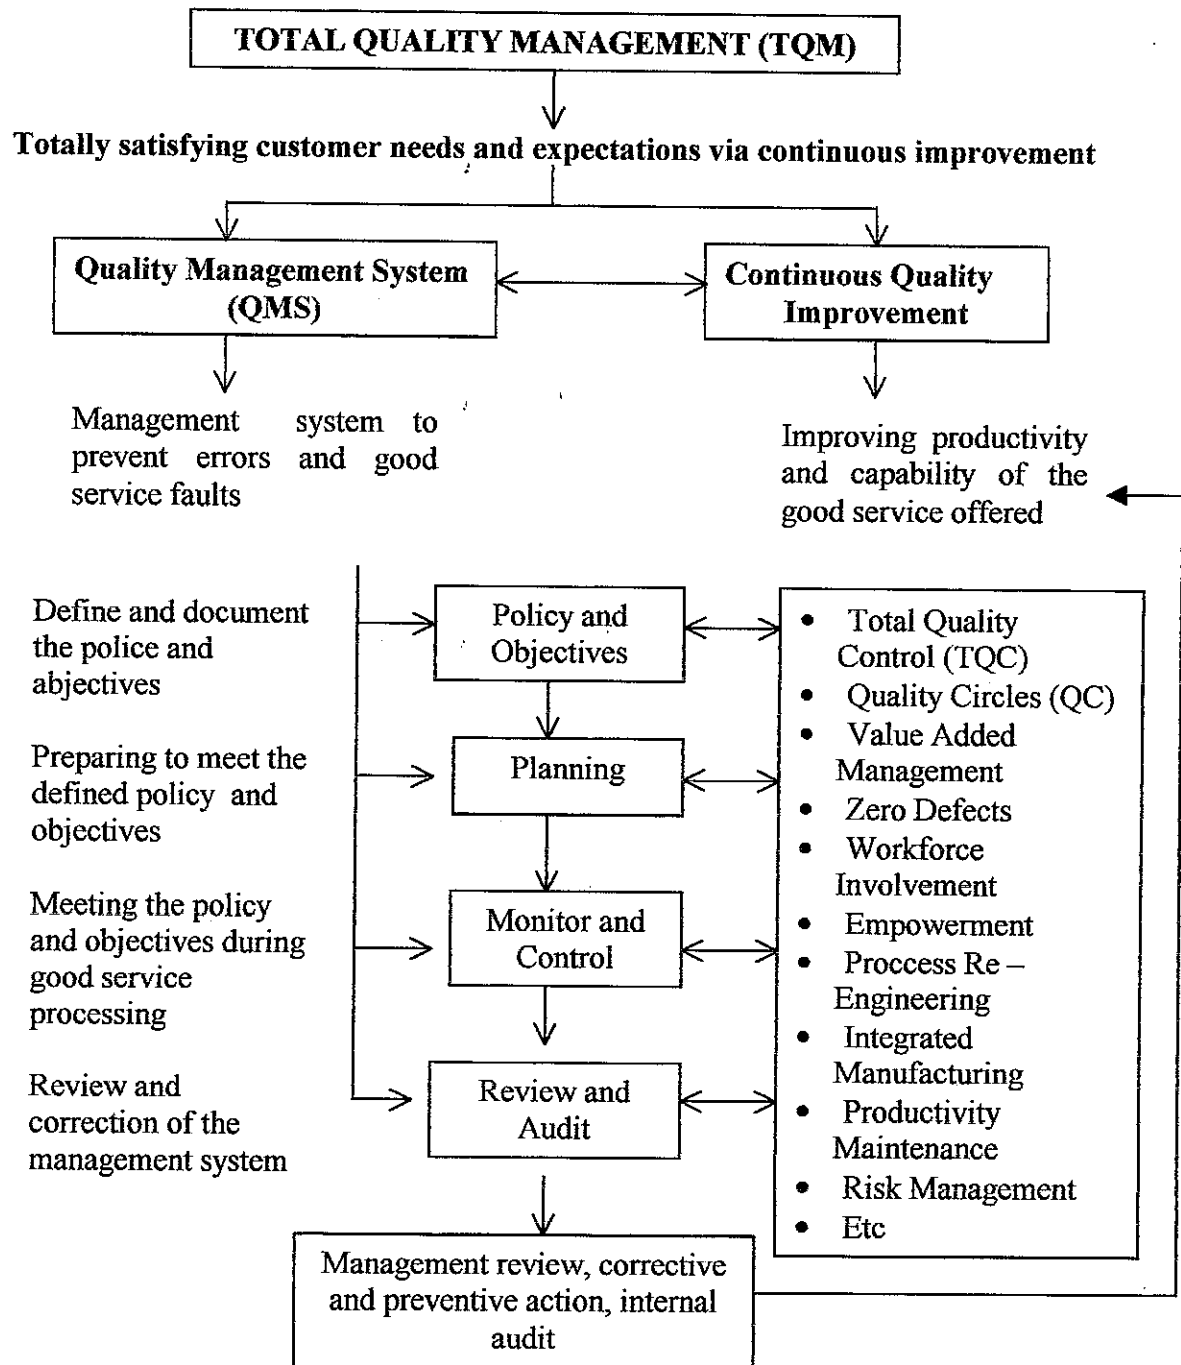 TOTAL QUALITY MANAGEMENT (TQM)
Totally satisfying customer needs and expectations via continuous improvement
Quality Management System
(QMS)
Continuous Quality
Improvement
Management system to
prevent errors and good
service faults
Improving productivity
and capability of the
good service offered
Define and document
the police and
abjectives
Policy and
Objectives
Preparing to meet the
defined policy and
objectives
Planning
Meeting the policy
and objectives during
good service
processing
Monitor and
Control
Review and
correction of the
management system
Review and
Audit
• Total Quality
Control (TQC)
• Quality Circles (QC)
• Value Added
Management
• Zero Defects
• Workforce
Involvement
• Empowerment
• Proccess Re –
Engineering
• Integrated
Manufacturing
• Productivity
Maintenance
• Risk Management
• Etc
Management review, corrective
and preventive action, internal
audit